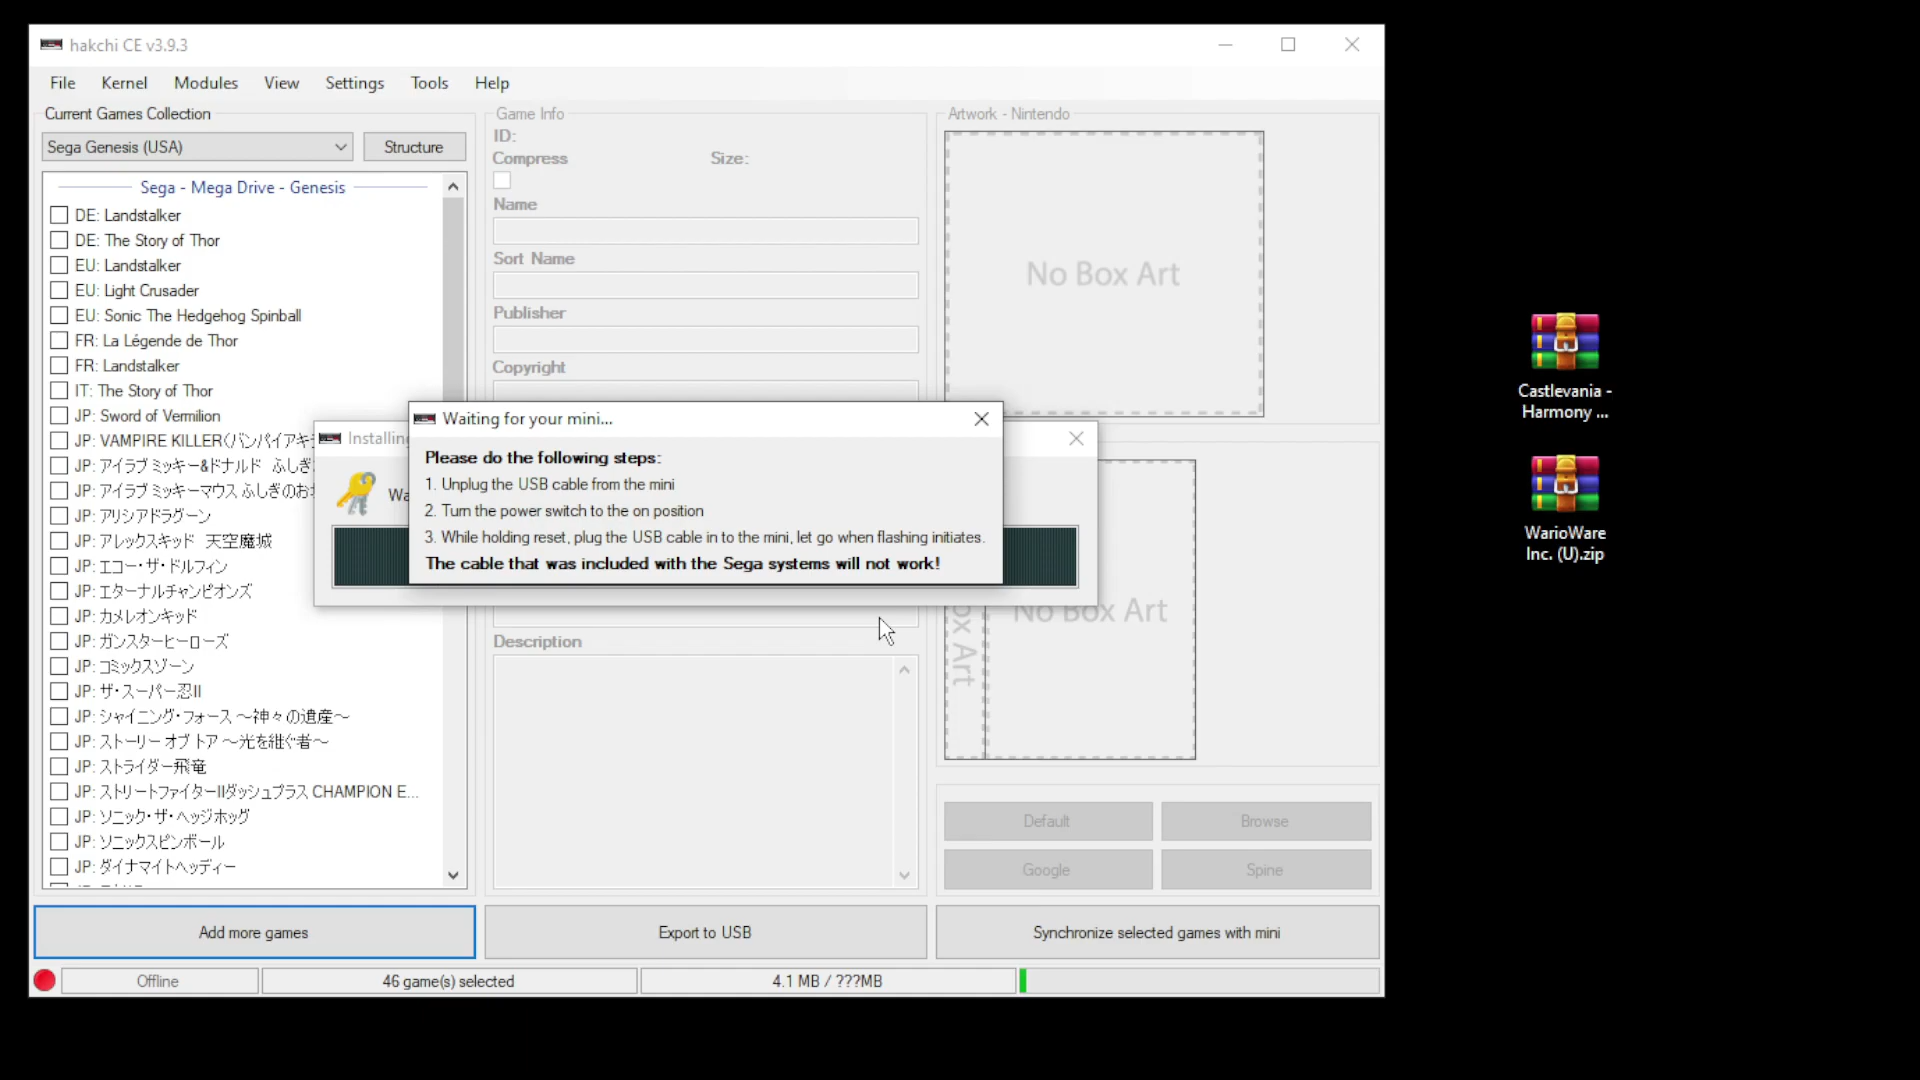 hakchi CE v3.9.3
File Kernel Modules View Settings Tools Help
Current Games Collection
Sega Genesis (USA)
Structure
Sega - Mega Drive - Genesis
DE: Landstalker
DE: The Story of Thor
EU: Landstalker
EU: Light Crusader
EU: Sonic The Hedgehog Spinball
FR: La Légende de Thor
FR: Landstalker
IT: The Story of Thor
JP: Sword of Vermilion
JP: VAMPIRE KILLER(バンパイアキ
JP: アイラブ ミッキー&ドナルド ふしぎ
JP: アイラブ ミッキーマウス ふしぎのお
JP: アリシアドラグーン
JP: アレックスキッド 天空魔城
JP: エコー・ザ・ドルフィン
JP: エターナルチャンピオンズ
JP: カメレオンキッド
JP: ガンスターヒーローズ
JP: コミックスゾーン
JP: ザ・スーパー忍II
JP: シャイニング・フォース ～神々の遺産～
JP: ストーリー オブ トア ～光を継ぐ者～
JP: ストライダー飛竜
JP: ストリートファイターIIダッシュプラス CHAMPION E...
JP: ソニック・ザ・ヘッジホッグ
JP: ソニックスピンボール
JP: ダイナマイトヘッディー
Game Info
ID:
Compress
Size:
Name
Sort Name
Publisher
Copyright
Description
Artwork - Nintendo
No Box Art
No Box Art
ox Art
Installing
Wa
Waiting for your mini...
Please do the following steps:
1. Unplug the USB cable from the mini
2. Turn the power switch to the on position
3. While holding reset, plug the USB cable in to the mini, let go when flashing initiates.
The cable that was included with the Sega systems will not work!
Default
Browse
Google
Spine
Add more games
Export to USB
Synchronize selected games with mini
Offline
46 game(s) selected
4.1 MB / ???MB
Castlevania -
Harmony ...
WarioWare
Inc. (U).zip